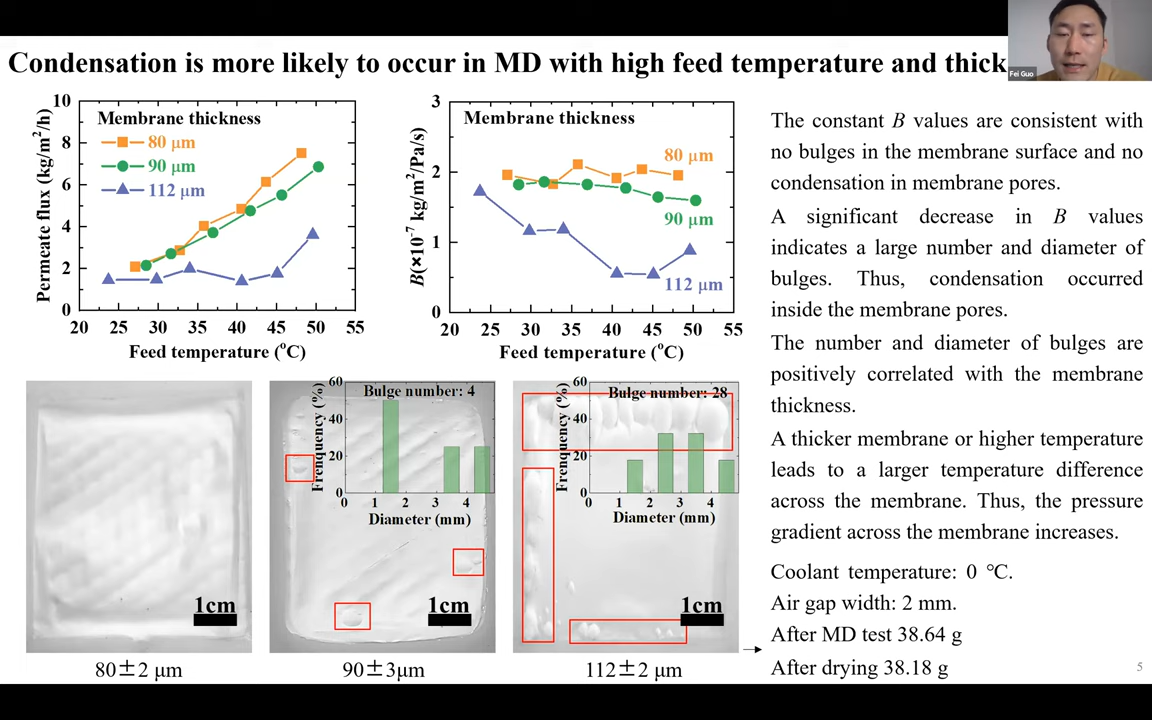 Condensation is more likely to occur in MD with high feed temperature and thick
Fei Guo
10
8
6
4
2
0
Permeate flux (kg/m²/h)
Membrane thickness
80 μm
90 μm
112 μm
20 25 30 35 40 45 50 55
Feed temperature (°C)
3
2
1
0
B(×10⁻⁷ kg/m²/Pa/s)
Membrane thickness
80 μm
90 μm
112 μm
20 25 30 35 40 45 50 55
Feed temperature (°C)
The constant B values are consistent with
no bulges in the membrane surface and no
condensation in membrane pores.
A significant decrease in B values
indicates a large number and diameter of
bulges. Thus, condensation occurred
inside the membrane pores.
The number and diameter of bulges are
positively correlated with the membrane
thickness.
A thicker membrane or higher temperature
leads to a larger temperature difference
across the membrane. Thus, the pressure
gradient across the membrane increases.
Coolant temperature: 0 ℃.
Air gap width: 2 mm.
After MD test 38.64 g
After drying 38.18 g
1cm
80±2 μm
60
40
20
0
Frenquency (%)
Bulge number: 4
0 1 2 3 4
Diameter (mm)
1cm
90±3μm
60
40
20
0
Frenquency (%)
Bulge number: 28
0 1 2 3 4
Diameter (mm)
1cm
112±2 μm
5